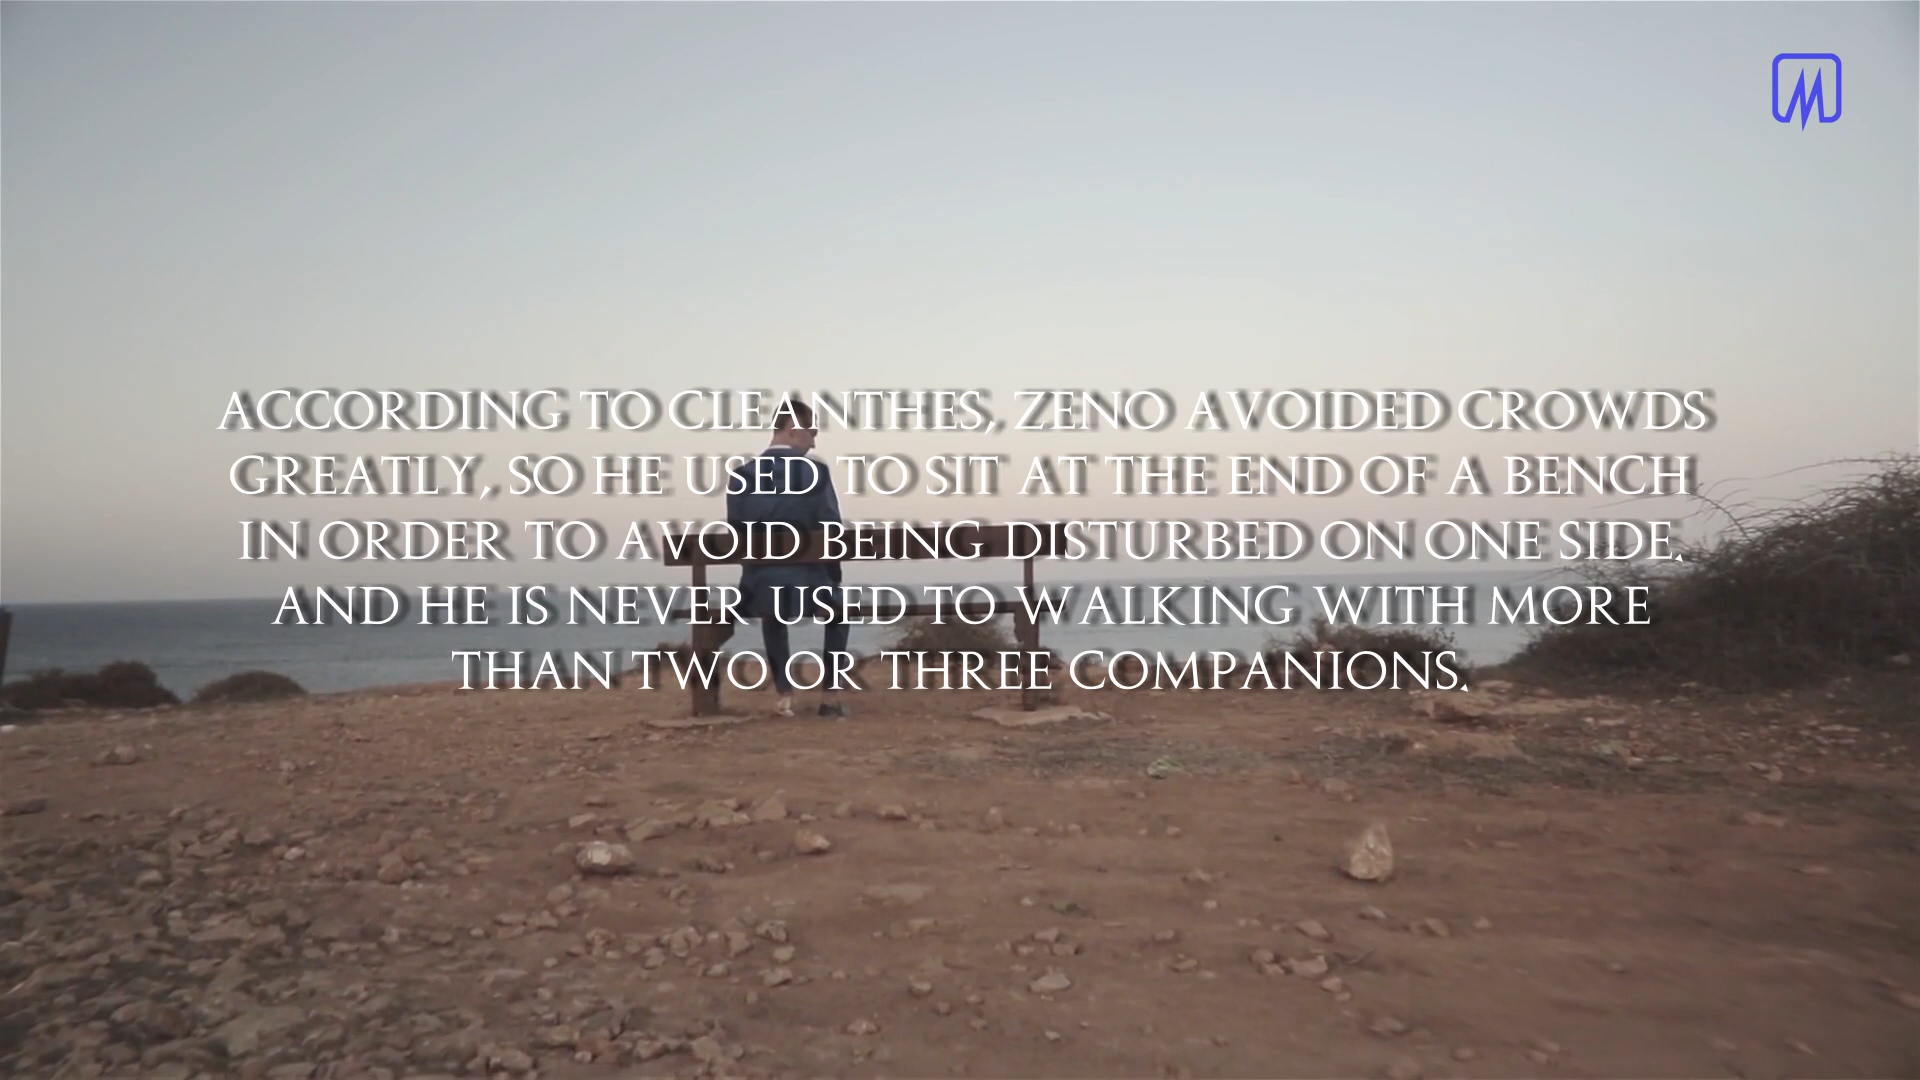 ACCORDING TO CLEANTHES, ZENO AVOIDED CROWDS
GREATLY, SO HE USED TO SIT AT THE END OF A BENCH
IN ORDER TO AVOID BEING DISTURBED ON ONE SIDE.
AND HE IS NEVER USED TO WALKING WITH MORE
THAN TWO OR THREE COMPANIONS.